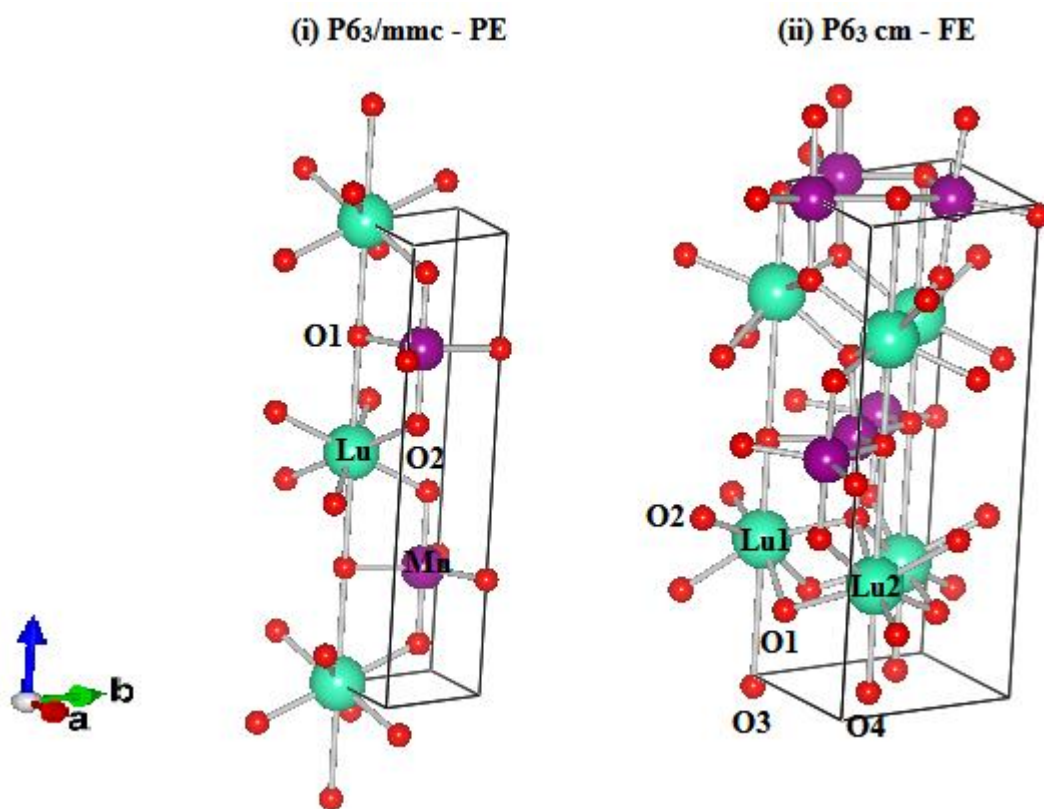 (i) P6₃/mmc - PE
(ii) P6₃ cm - FE
O1
Lu
O2
Mn
O2
Lu1
Lu2
O1
O3
O4
b
a